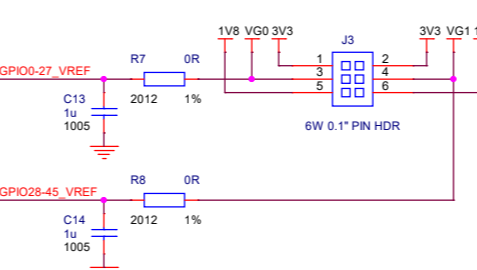 1V8 VG0 3V3
3V3 VG1
J3
R7 0R
1 2
GPIO0-27_VREF
3 4
5 6
C13 2012 1%
1u
1005
6W 0.1" PIN HDR
R8 0R
GPIO28-45_VREF
C14 2012 1%
1u
1005